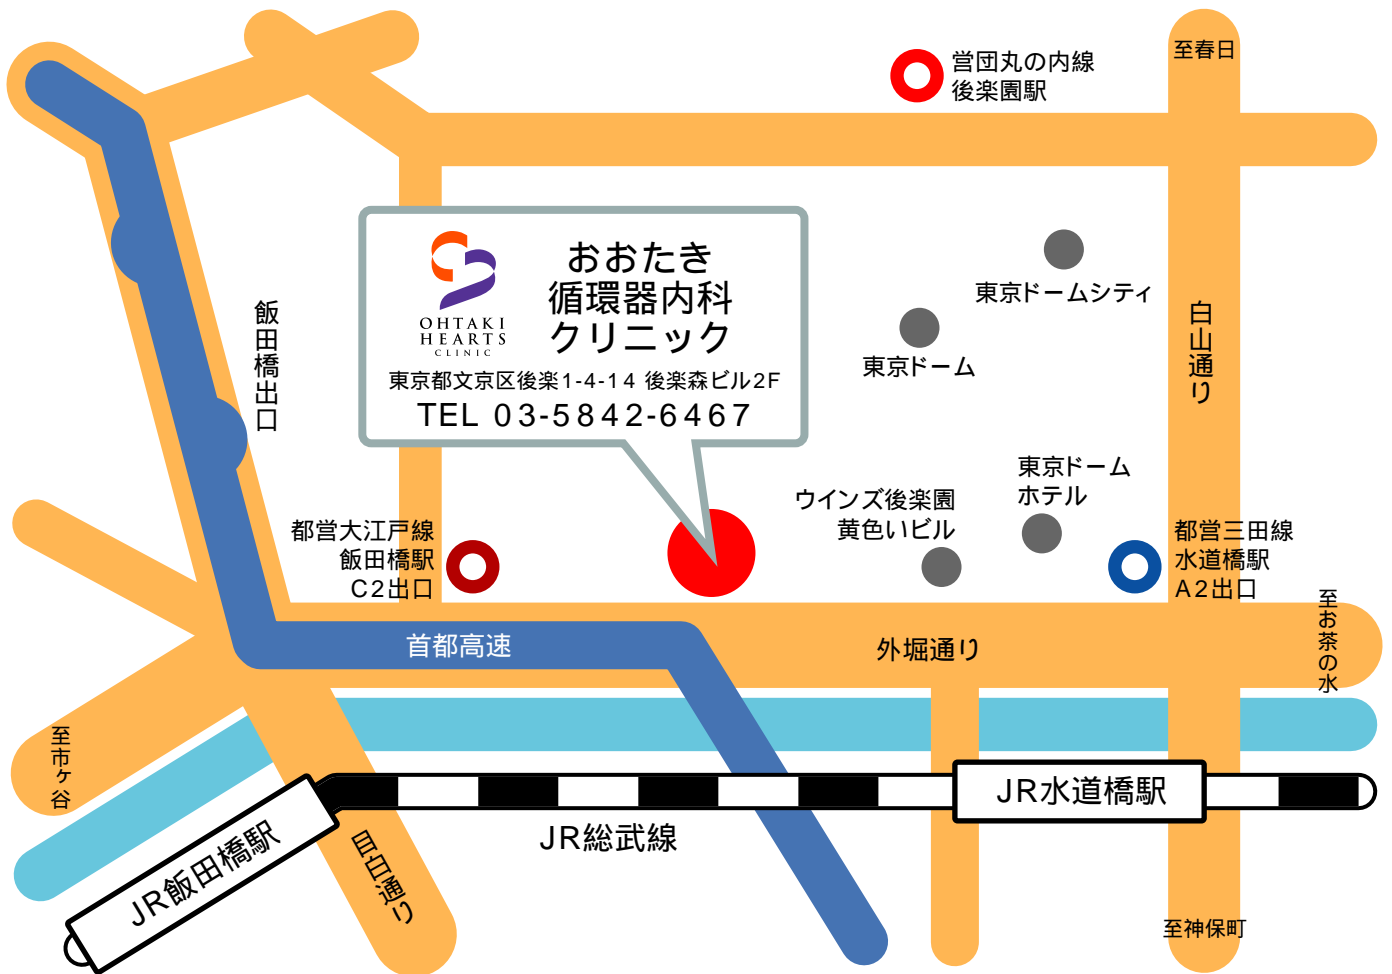 至春日
営団丸の内線
後楽園駅
おおたき
循環器内科
クリニック
OHTAKI
HEARTS
CLINIC
東京都文京区後楽1-4-14 後楽森ビル2F
TEL 03-5842-6467
東京ドームシティ
東京ドーム
白山通り
飯田橋出口
東京ドーム
ホテル
ウインズ後楽園
黄色いビル
都営大江戸線
飯田橋駅
C2出口
都営三田線
水道橋駅
A2出口
至お茶の水
首都高速
外堀通り
至市ヶ谷
JR水道橋駅
JR総武線
JR飯田橋駅
目白通り
至神保町